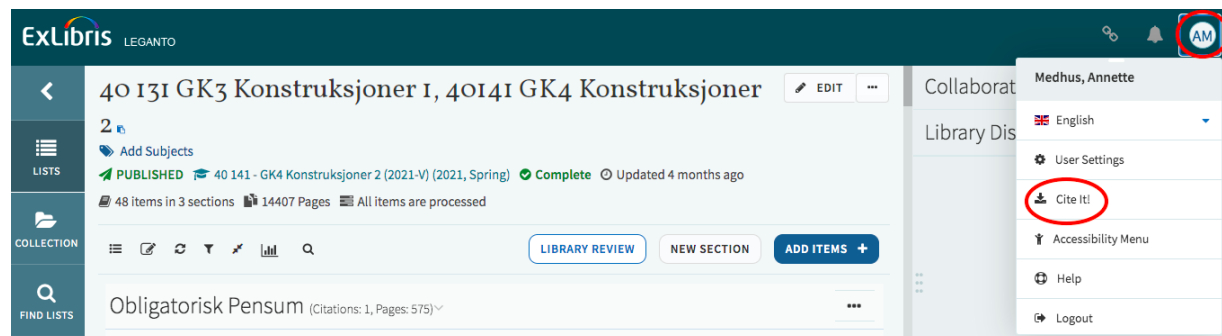 ExLibris LEGANTO
AM
LISTS
COLLECTION
FIND LISTS
40 131 GK3 Konstruksjoner 1, 40141 GK4 Konstruksjoner
2
EDIT
Add Subjects
PUBLISHED 40 141 - GK4 Konstruksjoner 2 (2021-V) (2021, Spring) Complete Updated 4 months ago
48 items in 3 sections 14407 Pages All items are processed
LIBRARY REVIEW NEW SECTION ADD ITEMS +
Obligatorisk Pensum (Citations: 1, Pages: 575)
Collaborat
Library Dis
Medhus, Annette
English
User Settings
Cite It!
Accessibility Menu
Help
Logout